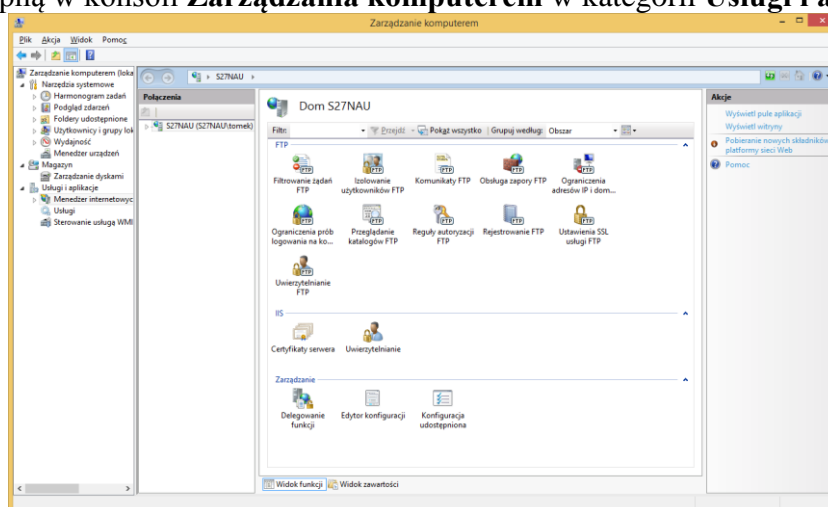 pną w konsoli Zarządzania komputerem w kategorii Usługi i a
Zarządzanie komputerem
Plik Akcja Widok Pomoc
S27NAU
Zarządzanie komputerem (loka
Narzędzia systemowe
Harmonogram zadań
Podgląd zdarzeń
Foldery udostępnione
Użytkownicy i grupy lok
Wydajność
Menedżer urządzeń
Magazyn
Zarządzanie dyskami
Usługi i aplikacje
Menedżer internetowyc
Usługi
Sterowanie usługą WMI
Połączenia
S27NAU (S27NAU\tomek)
Dom S27NAU
Filtr: Przejdź Pokaż wszystko Grupuj według: Obszar
FTP
Filtrowanie żądań FTP
Izolowanie użytkowników FTP
Komunikaty FTP
Obsługa zapory FTP
Ograniczenia adresów IP i dom...
Ograniczenia prób logowania na ko...
Przeglądanie katalogów FTP
Reguły autoryzacji FTP
Rejestrowanie FTP
Ustawienia SSL usługi FTP
Uwierzytelnianie FTP
IIS
Certyfikaty serwera
Uwierzytelnianie
Zarządzanie
Delegowanie funkcji
Edytor konfiguracji
Konfiguracja udostępniona
Widok funkcji Widok zawartości
Akcje
Wyświetl pule aplikacji
Wyświetl witryny
Pobieranie nowych składników
platformy sieci Web
Pomoc